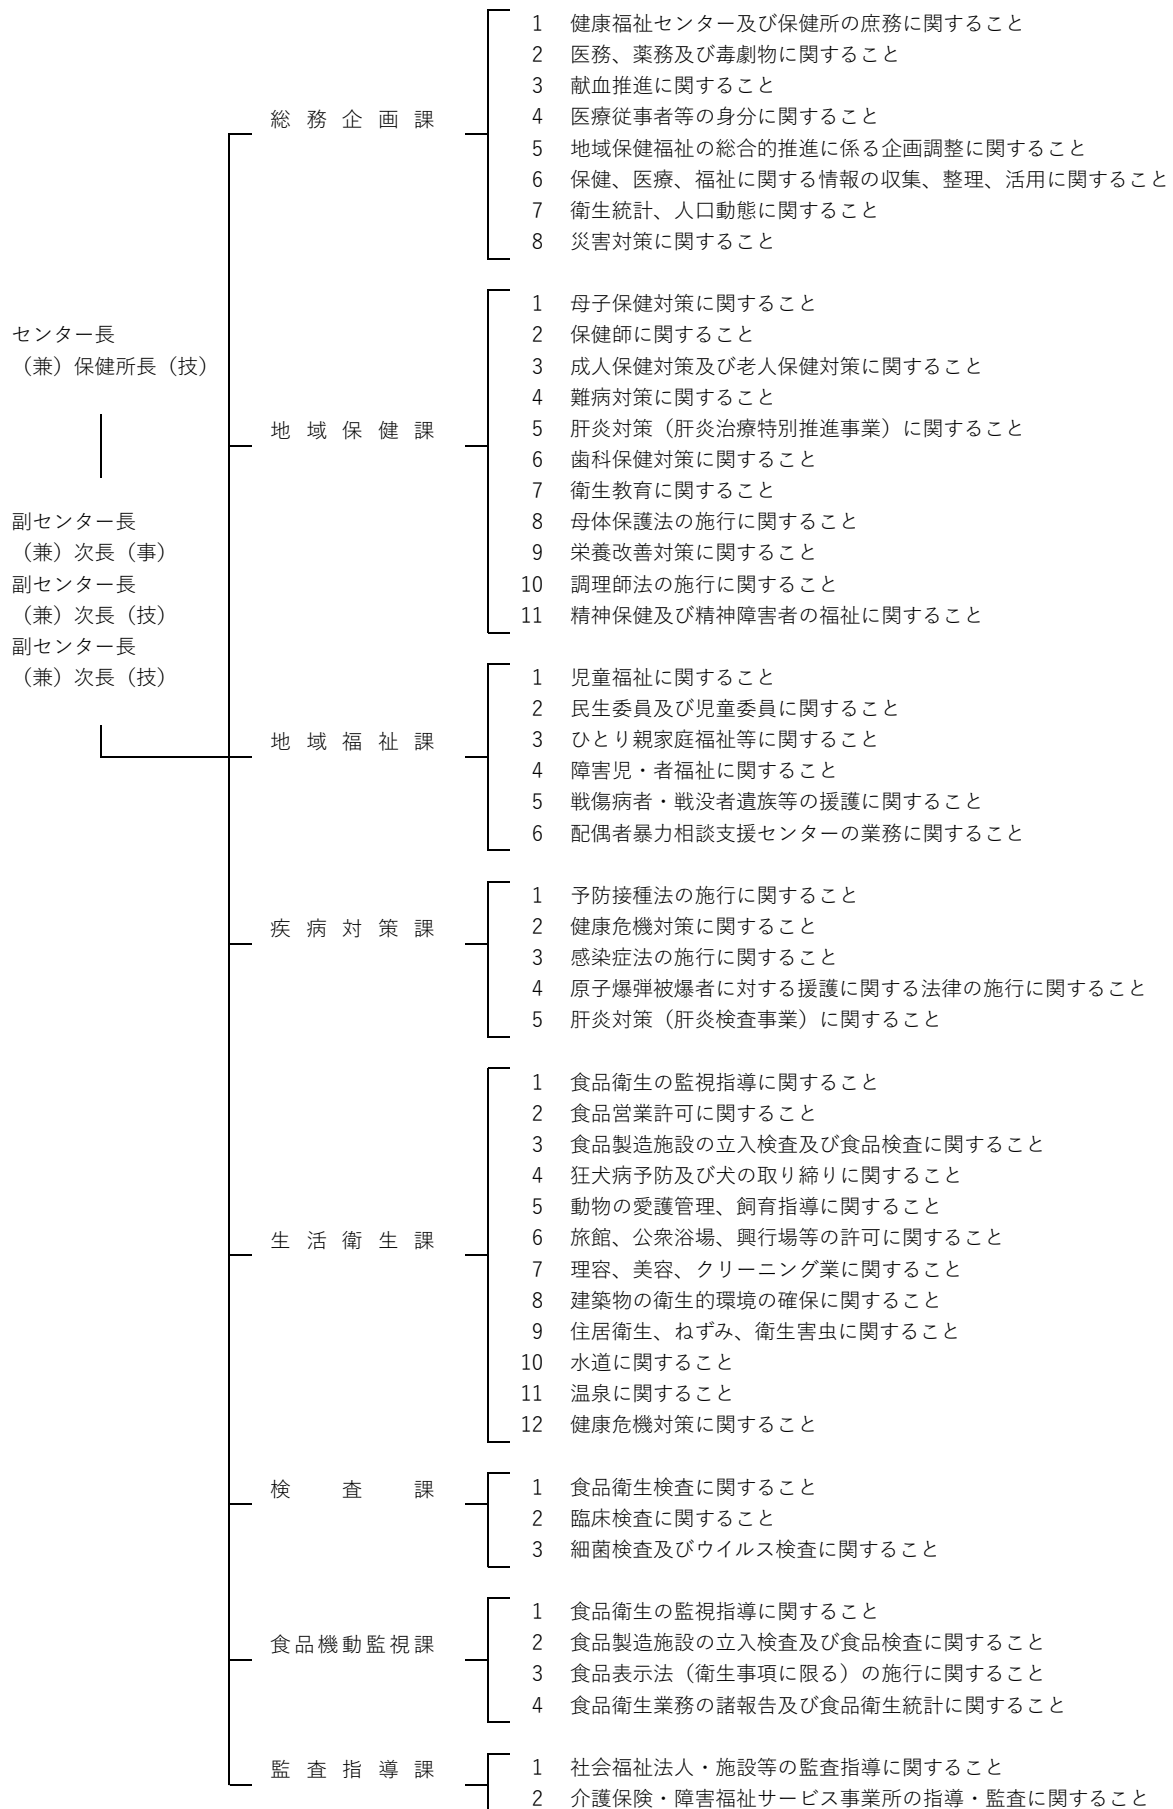 センター長
（兼）保健所長（技）
副センター長
（兼）次長（事）
副センター長
（兼）次長（技）
副センター長
（兼）次長（技）
総務企画課
1 健康福祉センター及び保健所の庶務に関すること
2 医務、薬務及び毒劇物に関すること
3 献血推進に関すること
4 医療従事者等の身分に関すること
5 地域保健福祉の総合的推進に係る企画調整に関すること
6 保健、医療、福祉に関する情報の収集、整理、活用に関すること
7 衛生統計、人口動態に関すること
8 災害対策に関すること
地域保健課
1 母子保健対策に関すること
2 保健師に関すること
3 成人保健対策及び老人保健対策に関すること
4 難病対策に関すること
5 肝炎対策（肝炎治療特別推進事業）に関すること
6 歯科保健対策に関すること
7 衛生教育に関すること
8 母体保護法の施行に関すること
9 栄養改善対策に関すること
10 調理師法の施行に関すること
11 精神保健及び精神障害者の福祉に関すること
地域福祉課
1 児童福祉に関すること
2 民生委員及び児童委員に関すること
3 ひとり親家庭福祉等に関すること
4 障害児・者福祉に関すること
5 戦傷病者・戦没者遺族等の援護に関すること
6 配偶者暴力相談支援センターの業務に関すること
疾病対策課
1 予防接種法の施行に関すること
2 健康危機対策に関すること
3 感染症法の施行に関すること
4 原子爆弾被爆者に対する援護に関する法律の施行に関すること
5 肝炎対策（肝炎検査事業）に関すること
生活衛生課
1 食品衛生の監視指導に関すること
2 食品営業許可に関すること
3 食品製造施設の立入検査及び食品検査に関すること
4 狂犬病予防及び犬の取り締りに関すること
5 動物の愛護管理、飼育指導に関すること
6 旅館、公衆浴場、興行場等の許可に関すること
7 理容、美容、クリーニング業に関すること
8 建築物の衛生的環境の確保に関すること
9 住居衛生、ねずみ、衛生害虫に関すること
10 水道に関すること
11 温泉に関すること
12 健康危機対策に関すること
検査課
1 食品衛生検査に関すること
2 臨床検査に関すること
3 細菌検査及びウイルス検査に関すること
食品機動監視課
1 食品衛生の監視指導に関すること
2 食品製造施設の立入検査及び食品検査に関すること
3 食品表示法（衛生事項に限る）の施行に関すること
4 食品衛生業務の諸報告及び食品衛生統計に関すること
監査指導課
1 社会福祉法人・施設等の監査指導に関すること
2 介護保険・障害福祉サービス事業所の指導・監査に関すること